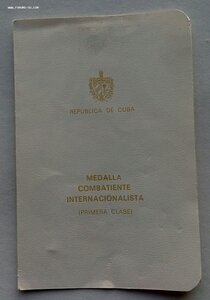 REPUBLICA DE CUBA
MEDALLA
COMBATIENTE
INTERNACIONALISTA
(PRIMERA CLASE)